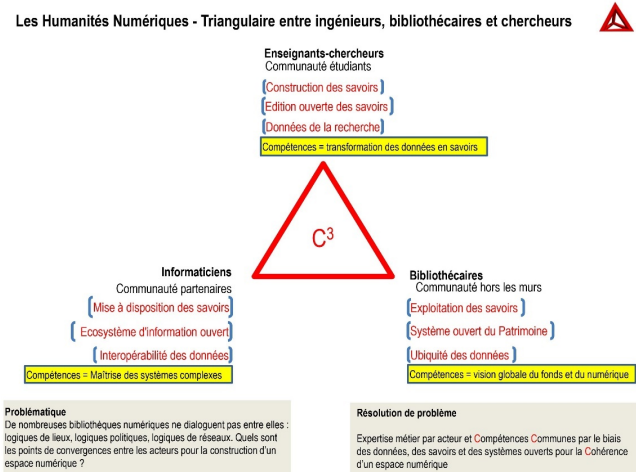 Les Humanités Numériques - Triangulaire entre ingénieurs, bibliothécaires et chercheurs
Enseignants-chercheurs
Communauté étudiants
[Construction des savoirs]
[Edition ouverte des savoirs]
[Données de la recherche]
Compétences = transformation des données en savoirs
C³
Informaticiens
Communauté partenaires
[Mise à disposition des savoirs]
[Ecosystème d'information ouvert]
[Interopérabilité des données]
Compétences = Maîtrise des systèmes complexes
Bibliothécaires
Communauté hors les murs
[Exploitation des savoirs]
[Système ouvert du Patrimoine]
[Ubiquité des données]
Compétences = vision globale du fonds et du numérique
Problématique
De nombreuses bibliothèques numériques ne dialoguent pas entre elles :
logiques de lieux, logiques politiques, logiques de réseaux. Quels sont
les points de convergences entre les acteurs pour la construction d'un
espace numérique ?
Résolution de problème
Expertise métier par acteur et Compétences Communes par le biais
des données, des savoirs et des systèmes ouverts pour la Cohérence
d'un espace numérique